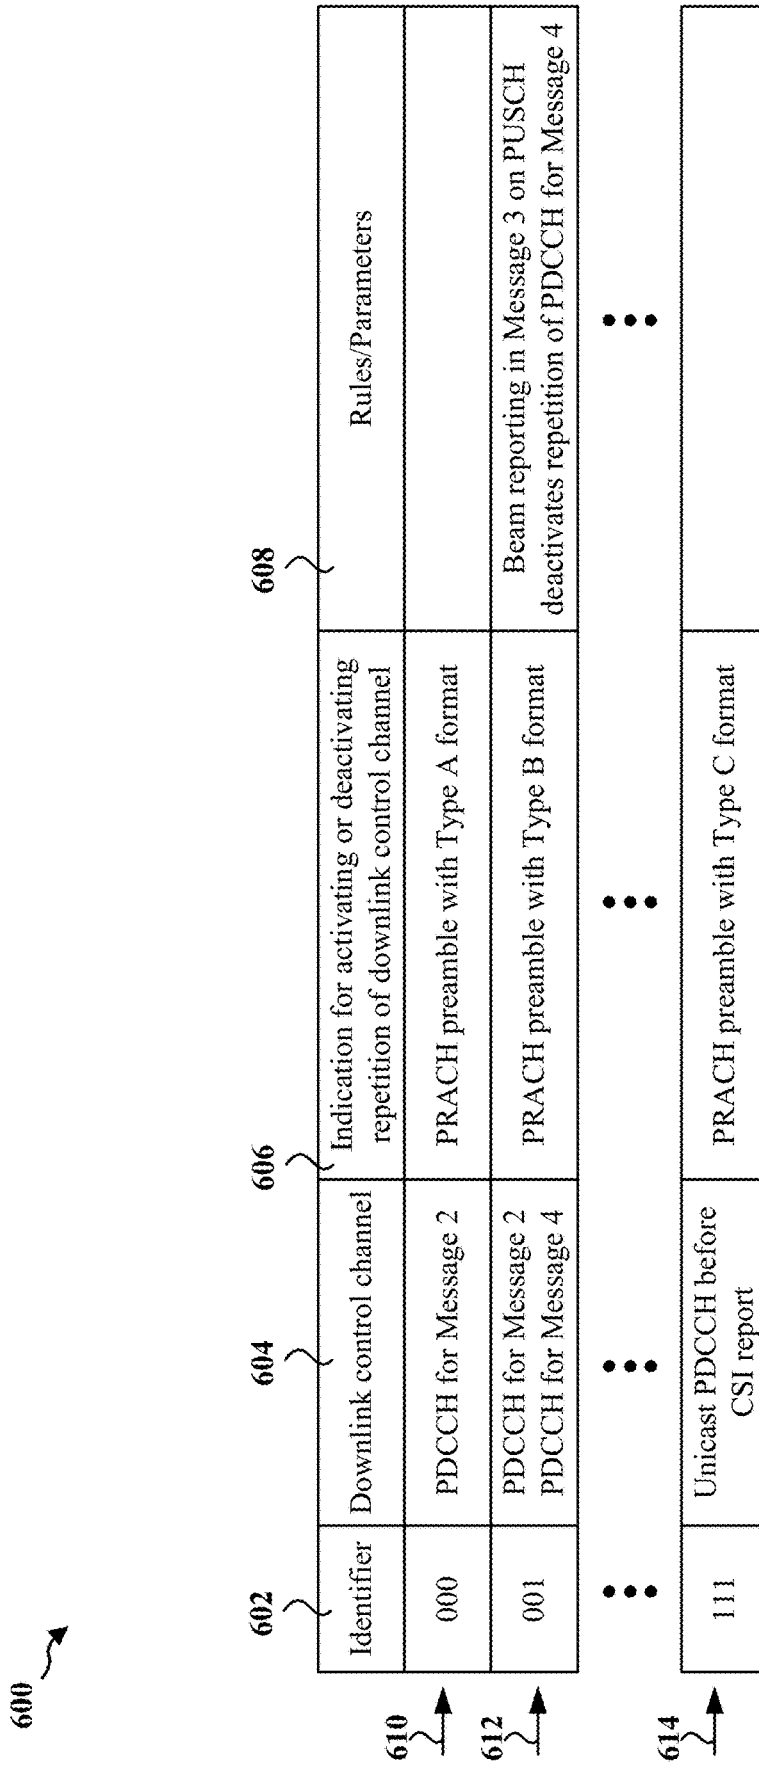 600
602
604
606
608
Identifier
Downlink control channel
Indication for activating or deactivating
repetition of downlink control channel
Rules/Parameters
610
000
PDCCH for Message 2
PRACH preamble with Type A format
612
001
PDCCH for Message 2
PDCCH for Message 4
PRACH preamble with Type B format
Beam reporting in Message 3 on PUSCH
deactivates repetition of PDCCH for Message 4
614
111
Unicast PDCCH before
CSI report
PRACH preamble with Type C format